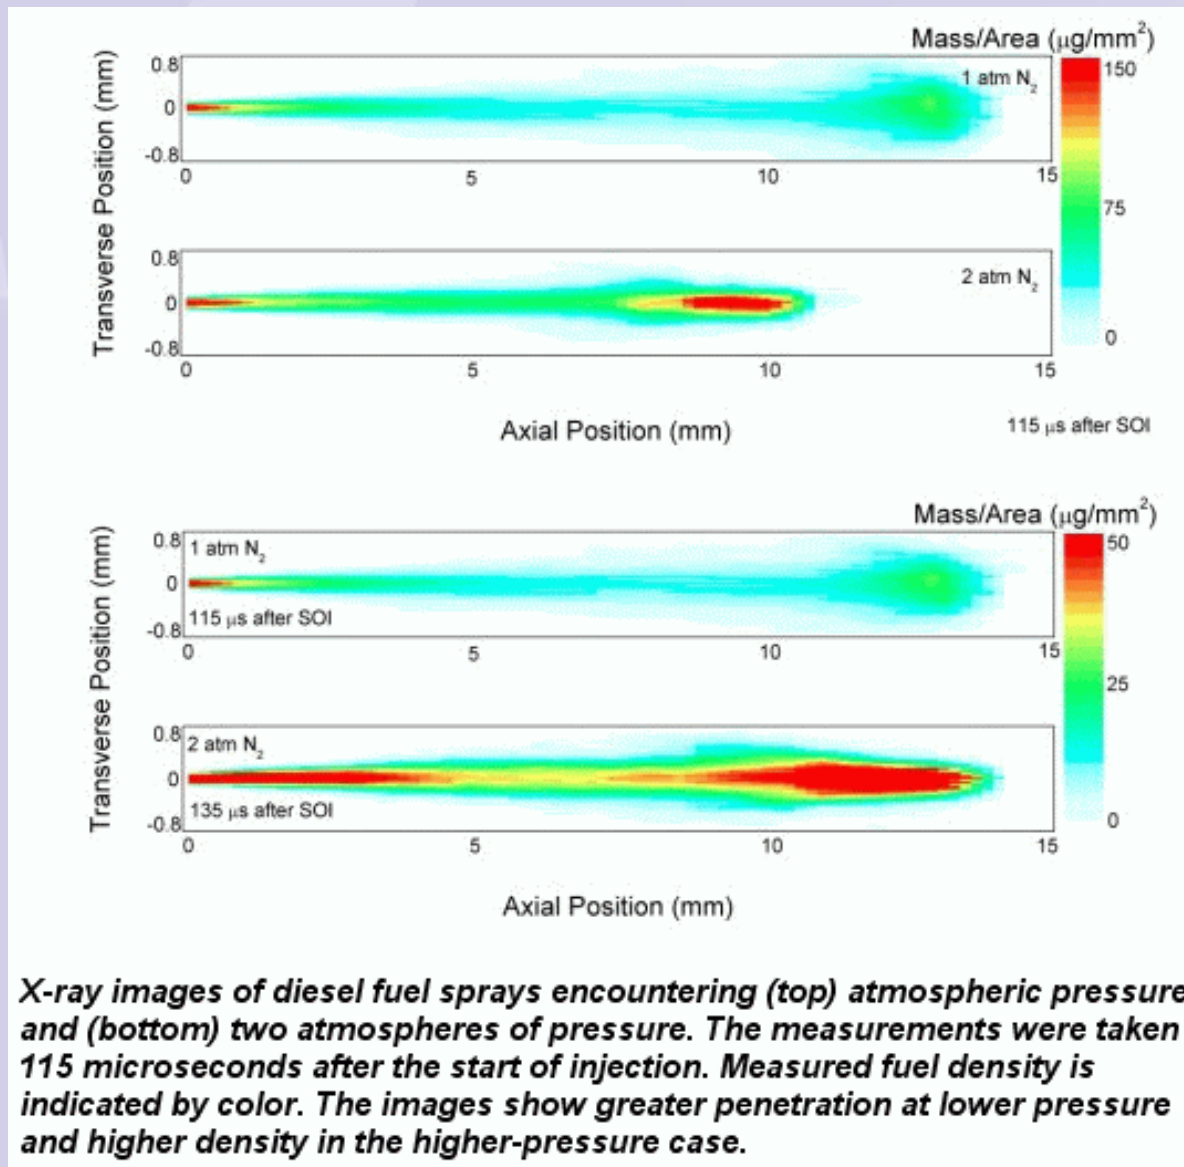 Mass/Area (μg/mm²)
Transverse Position (mm)
0.8
0
-0.8
1 atm N₂
150
0 5 10 15
75
0.8
0
-0.8
2 atm N₂
0
0 5 10 15
Axial Position (mm)
115 μs after SOI
Mass/Area (μg/mm²)
Transverse Position (mm)
0.8
0
-0.8
1 atm N₂
115 μs after SOI
50
0 5 10 15
25
0.8
0
-0.8
2 atm N₂
135 μs after SOI
0
0 5 10 15
Axial Position (mm)
X-ray images of diesel fuel sprays encountering (top) atmospheric pressure
and (bottom) two atmospheres of pressure. The measurements were taken
115 microseconds after the start of injection. Measured fuel density is
indicated by color. The images show greater penetration at lower pressure
and higher density in the higher-pressure case.